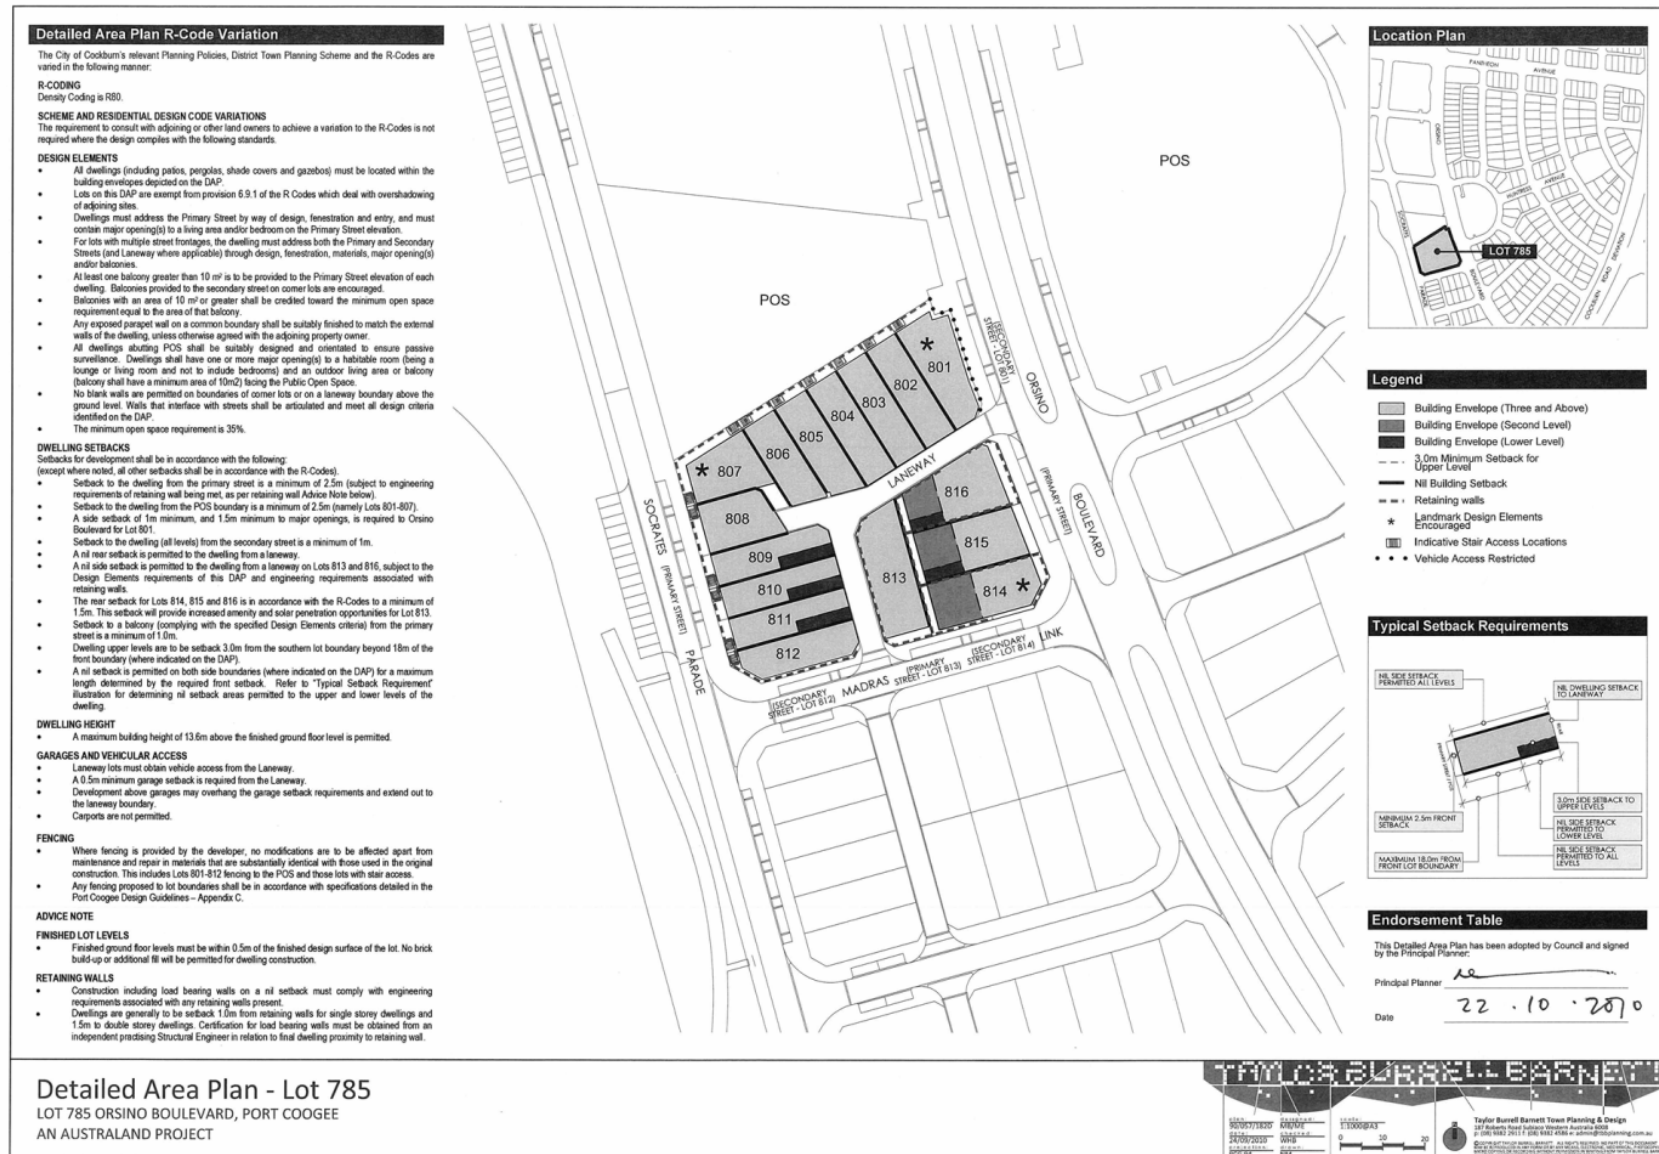 Detailed Area Plan R-Code Variation
The City of Cockburn's relevant Planning Policies, District Town Planning Scheme and the R-Codes are
varied in the following manner:
R-CODING
Density Coding is R80.
SCHEME AND RESIDENTIAL DESIGN CODE VARIATIONS
The requirement to consult with adjoining or other land owners to achieve a variation to the R-Codes is not
required where the design complies with the following standards.
DESIGN ELEMENTS
• All dwellings (including patios, pergolas, shade covers and gazebos) must be located within the
building envelopes depicted on the DAP.
• Lots on this DAP are exempt from provision 6.9.1 of the R Codes which deal with overshadowing
of adjoining sites.
• Dwellings must address the Primary Street by way of design, fenestration and entry, and must
contain major opening(s) to a living area and/or bedroom on the Primary Street elevation.
• For lots with multiple street frontages, the dwelling must address both the Primary and Secondary
Streets (and Laneway where applicable) through design, fenestration, materials, major opening(s)
and/or balconies.
• At least one balcony greater than 10 m² is to be provided to the Primary Street elevation of each
dwelling. Balconies provided to the secondary street on corner lots are encouraged.
• Balconies with an area of 10 m² or greater shall be credited toward the minimum open space
requirement equal to the area of that balcony.
• Any exposed parapet wall on a common boundary shall be suitably finished to match the external
walls of the dwelling, unless otherwise agreed with the adjoining property owner.
• All dwellings abutting POS shall be suitably designed and orientated to ensure passive
surveillance. Dwellings shall have one or more major opening(s) to a habitable room (being a
lounge or living room and not to include bedrooms) and an outdoor living area or balcony
(balcony shall have a minimum area of 10m2) facing the Public Open Space.
• No blank walls are permitted on boundaries of corner lots or on a laneway boundary above the
ground level. Walls that interface with streets shall be articulated and meet all design criteria
identified on the DAP.
• The minimum open space requirement is 35%.
DWELLING SETBACKS
Setbacks for development shall be in accordance with the following:
(except where noted, all other setbacks shall be in accordance with the R-Codes).
• Setback to the dwelling from the primary street is a minimum of 2.5m (subject to engineering
requirements of retaining wall being met, as per retaining wall Advice Note below).
• Setback to the dwelling from the POS boundary is a minimum of 2.5m (namely Lots 801-807).
• A side setback of 1m minimum, and 1.5m minimum to major openings, is required to Orsino
Boulevard for Lot 801.
• Setback to the dwelling (all levels) from the secondary street is a minimum of 1m.
• A nil rear setback is permitted to the dwelling from a laneway.
• A nil side setback is permitted to the dwelling from a laneway on Lots 813 and 816, subject to the
Design Elements requirements of this DAP and engineering requirements associated with
retaining walls.
• The rear setback for Lots 814, 815 and 816 is in accordance with the R-Codes to a minimum of
1.5m. This setback will provide increased amenity and solar penetration opportunities for Lot 813.
• Setback to a balcony (complying with the specified Design Elements criteria) from the primary
street is a minimum of 1.0m.
• Dwelling upper levels are to be setback 3.0m from the southern lot boundary beyond 18m of the
front boundary (where indicated on the DAP).
• A nil setback is permitted on both side boundaries (where indicated on the DAP) for a maximum
length determined by the required front setback. Refer to "Typical Setback Requirement"
illustration for determining nil setback areas permitted to the upper and lower levels of the
dwelling.
DWELLING HEIGHT
• A maximum building height of 13.6m above the finished ground floor level is permitted.
GARAGES AND VEHICULAR ACCESS
• Laneway lots must obtain vehicle access from the Laneway.
• A 0.5m minimum garage setback is required from the Laneway.
• Development above garages may overhang the garage setback requirements and extend out to
the laneway boundary.
• Carports are not permitted.
FENCING
• Where fencing is provided by the developer, no modifications are to be affected apart from
maintenance and repair in materials that are substantially identical with those used in the original
construction. This includes Lots 801-812 fencing to the POS and those lots with stair access.
• Any fencing proposed to lot boundaries shall be in accordance with specifications detailed in the
Port Coogee Design Guidelines – Appendix C.
ADVICE NOTE
FINISHED LOT LEVELS
• Finished ground floor levels must be within 0.5m of the finished design surface of the lot. No brick
build-up or additional fill will be permitted for dwelling construction.
RETAINING WALLS
• Construction including load bearing walls on a nil setback must comply with engineering
requirements associated with any retaining walls present.
• Dwellings are generally to be setback 1.0m from retaining walls for single storey dwellings and
1.5m to double storey dwellings. Certification for load bearing walls must be obtained from an
independent practising Structural Engineer in relation to final dwelling proximity to retaining wall.
POS
POS
801
802
803
804
805
806
807
808
809
810
811
812
813
814
815
816
LANEWAY
(SECONDARY
STREET - LOT 801)
ORSINO
BOULEVARD
(PRIMARY STREET)
SOCRATES
(PRIMARY STREET)
PARADE
(SECONDARY
STREET - LOT 812)
MADRAS
(PRIMARY
STREET - LOT 813)
(SECONDARY
STREET - LOT 814)
LINK
Location Plan
PANTHEON
AVENUE
ORSINO
HUNTRESS
AVENUE
SOCRATES
PARADE
BOULEVARD
COCKBURN
ROAD
DEVIATION
LOT 785
Legend
Building Envelope (Three and Above)
Building Envelope (Second Level)
Building Envelope (Lower Level)
3.0m Minimum Setback for
Upper Level
Nil Building Setback
Retaining walls
Landmark Design Elements
Encouraged
Indicative Stair Access Locations
Vehicle Access Restricted
Typical Setback Requirements
NIL SIDE SETBACK
PERMITTED ALL LEVELS
NIL DWELLING SETBACK
TO LANEWAY
3.0m SIDE SETBACK TO
UPPER LEVELS
MINIMUM 2.5m FRONT
SETBACK
NIL SIDE SETBACK
PERMITTED TO
LOWER LEVEL
NIL SIDE SETBACK
PERMITTED TO ALL
LEVELS
MAXIMUM 18.0m FROM
FRONT LOT BOUNDARY
Endorsement Table
This Detailed Area Plan has been adopted by Council and signed
by the Principal Planner:
Principal Planner
Date 22 . 10 . 2010
Detailed Area Plan - Lot 785
LOT 785 ORSINO BOULEVARD, PORT COOGEE
AN AUSTRALAND PROJECT
TAYLOR BURRELL BARNETT
plan:
90/057/182D
date:
24/09/2010
designed:
MB/ME
checked:
WHB
drawn:
scale:
1:1000@A3
0 10 20
Taylor Burrell Barnett Town Planning & Design
187 Roberts Road Subiaco Western Australia 6008
p: (08) 9382 2911 f: (08) 9382 4586 e: admin@tbbplanning.com.au